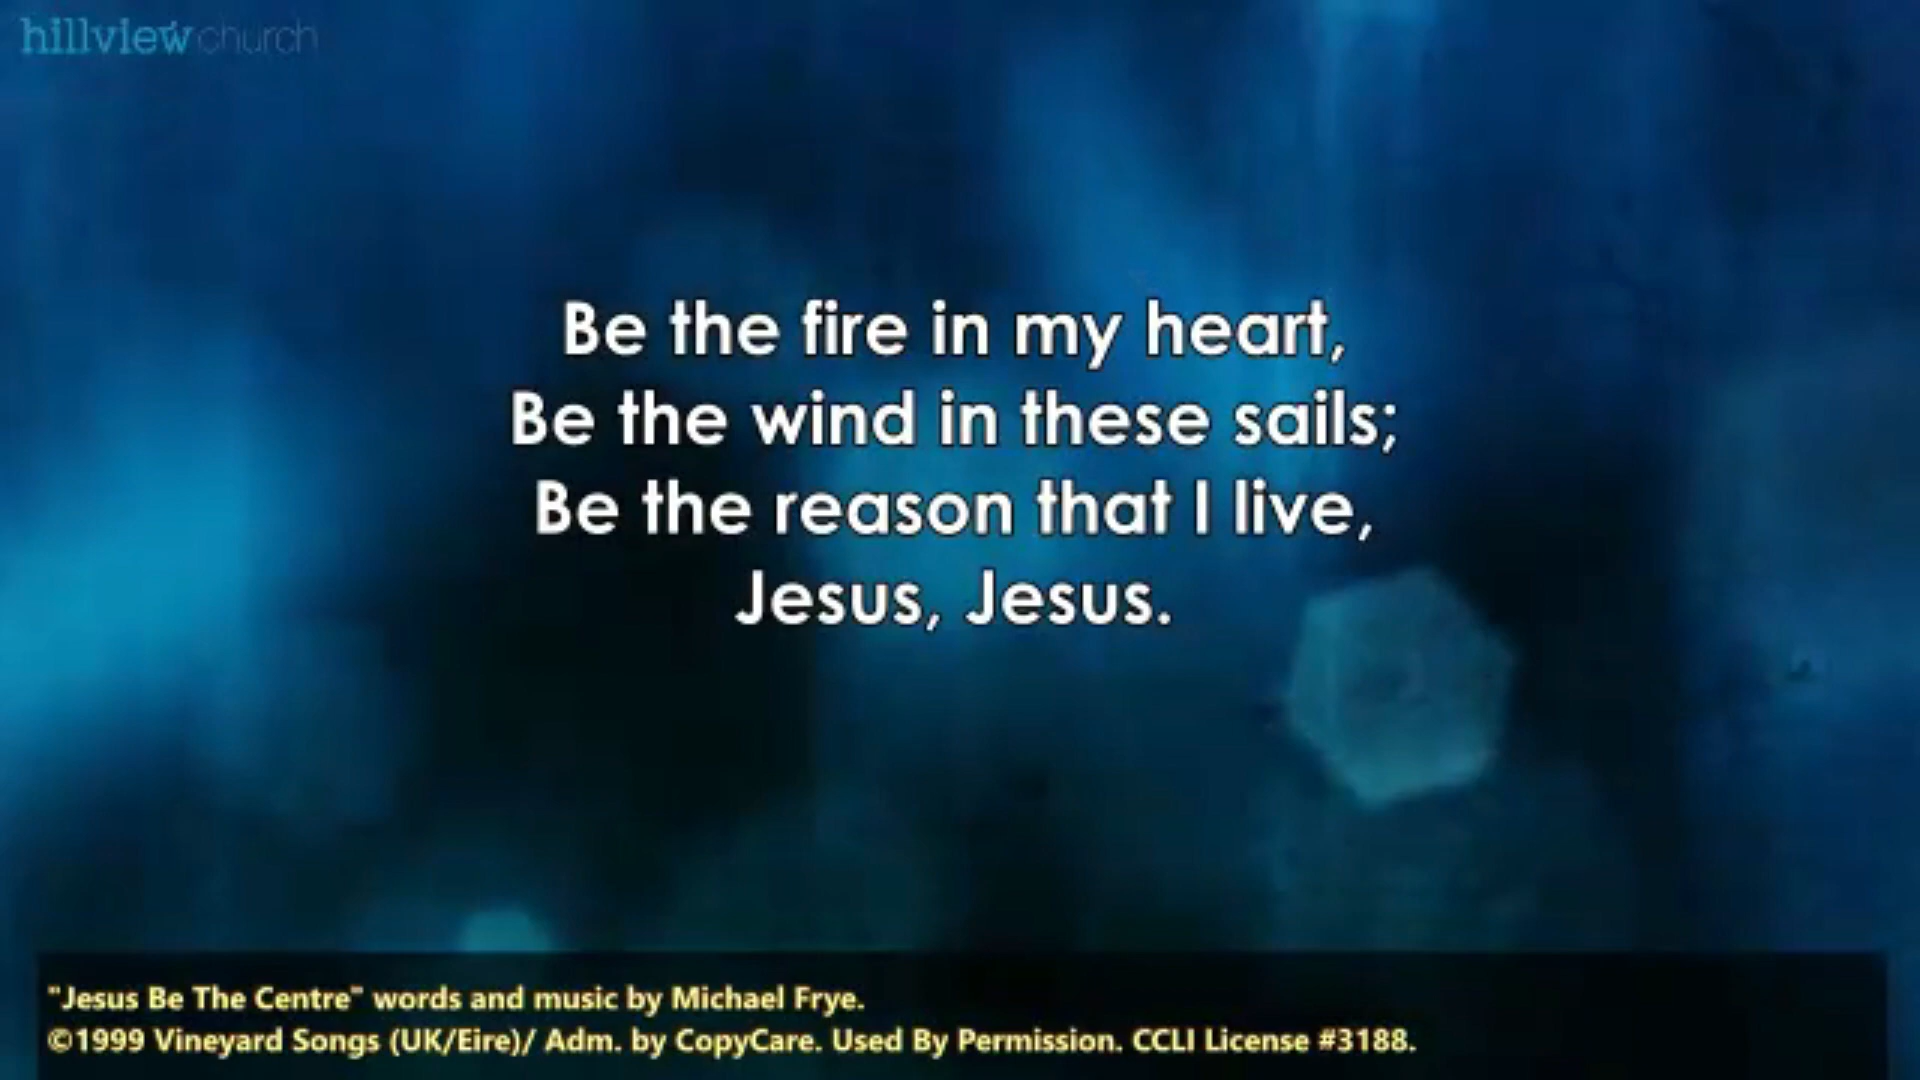 hillviewchurch
Be the fire in my heart,
Be the wind in these sails;
Be the reason that I live,
Jesus, Jesus.
"Jesus Be The Centre" words and music by Michael Frye.
©1999 Vineyard Songs (UK/Eire)/ Adm. by CopyCare. Used By Permission. CCLI License #3188.